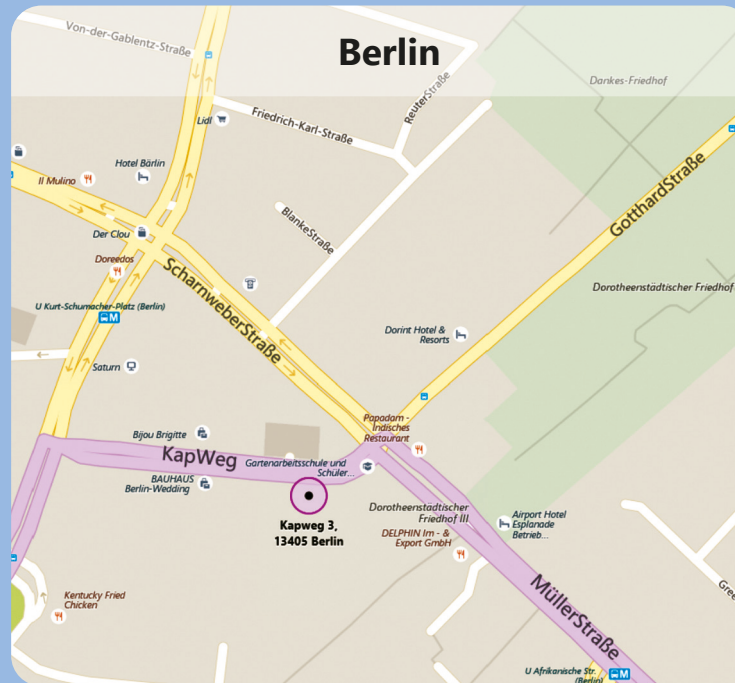 Berlin
Von-der-Gablentz-Straße
Dankes-Friedhof
ReuterStraße
Lidl
Friedrich-Karl-Straße
Hotel Bärlin
Il Mulino
GotthardStraße
BlankeStraße
Der Clou
Doreedos
ScharnweberStraße
Dorotheenstädtischer Friedhof
U Kurt-Schumacher-Platz (Berlin)
M
Dorint Hotel &
Resorts
Saturn
Papadam -
Indisches
Restaurant
Bijou Brigitte
KapWeg
Gartenarbeitsschule und
Schüler...
BAUHAUS
Berlin-Wedding
Dorotheenstädtischer
Friedhof III
Kapweg 3,
13405 Berlin
DELPHIN Im - &
Export GmbH
Airport Hotel
Esplanade
Betrieb...
Kentucky Fried
Chicken
MüllerStraße
Gree
U Afrikanische Str.
(Berlin)
M